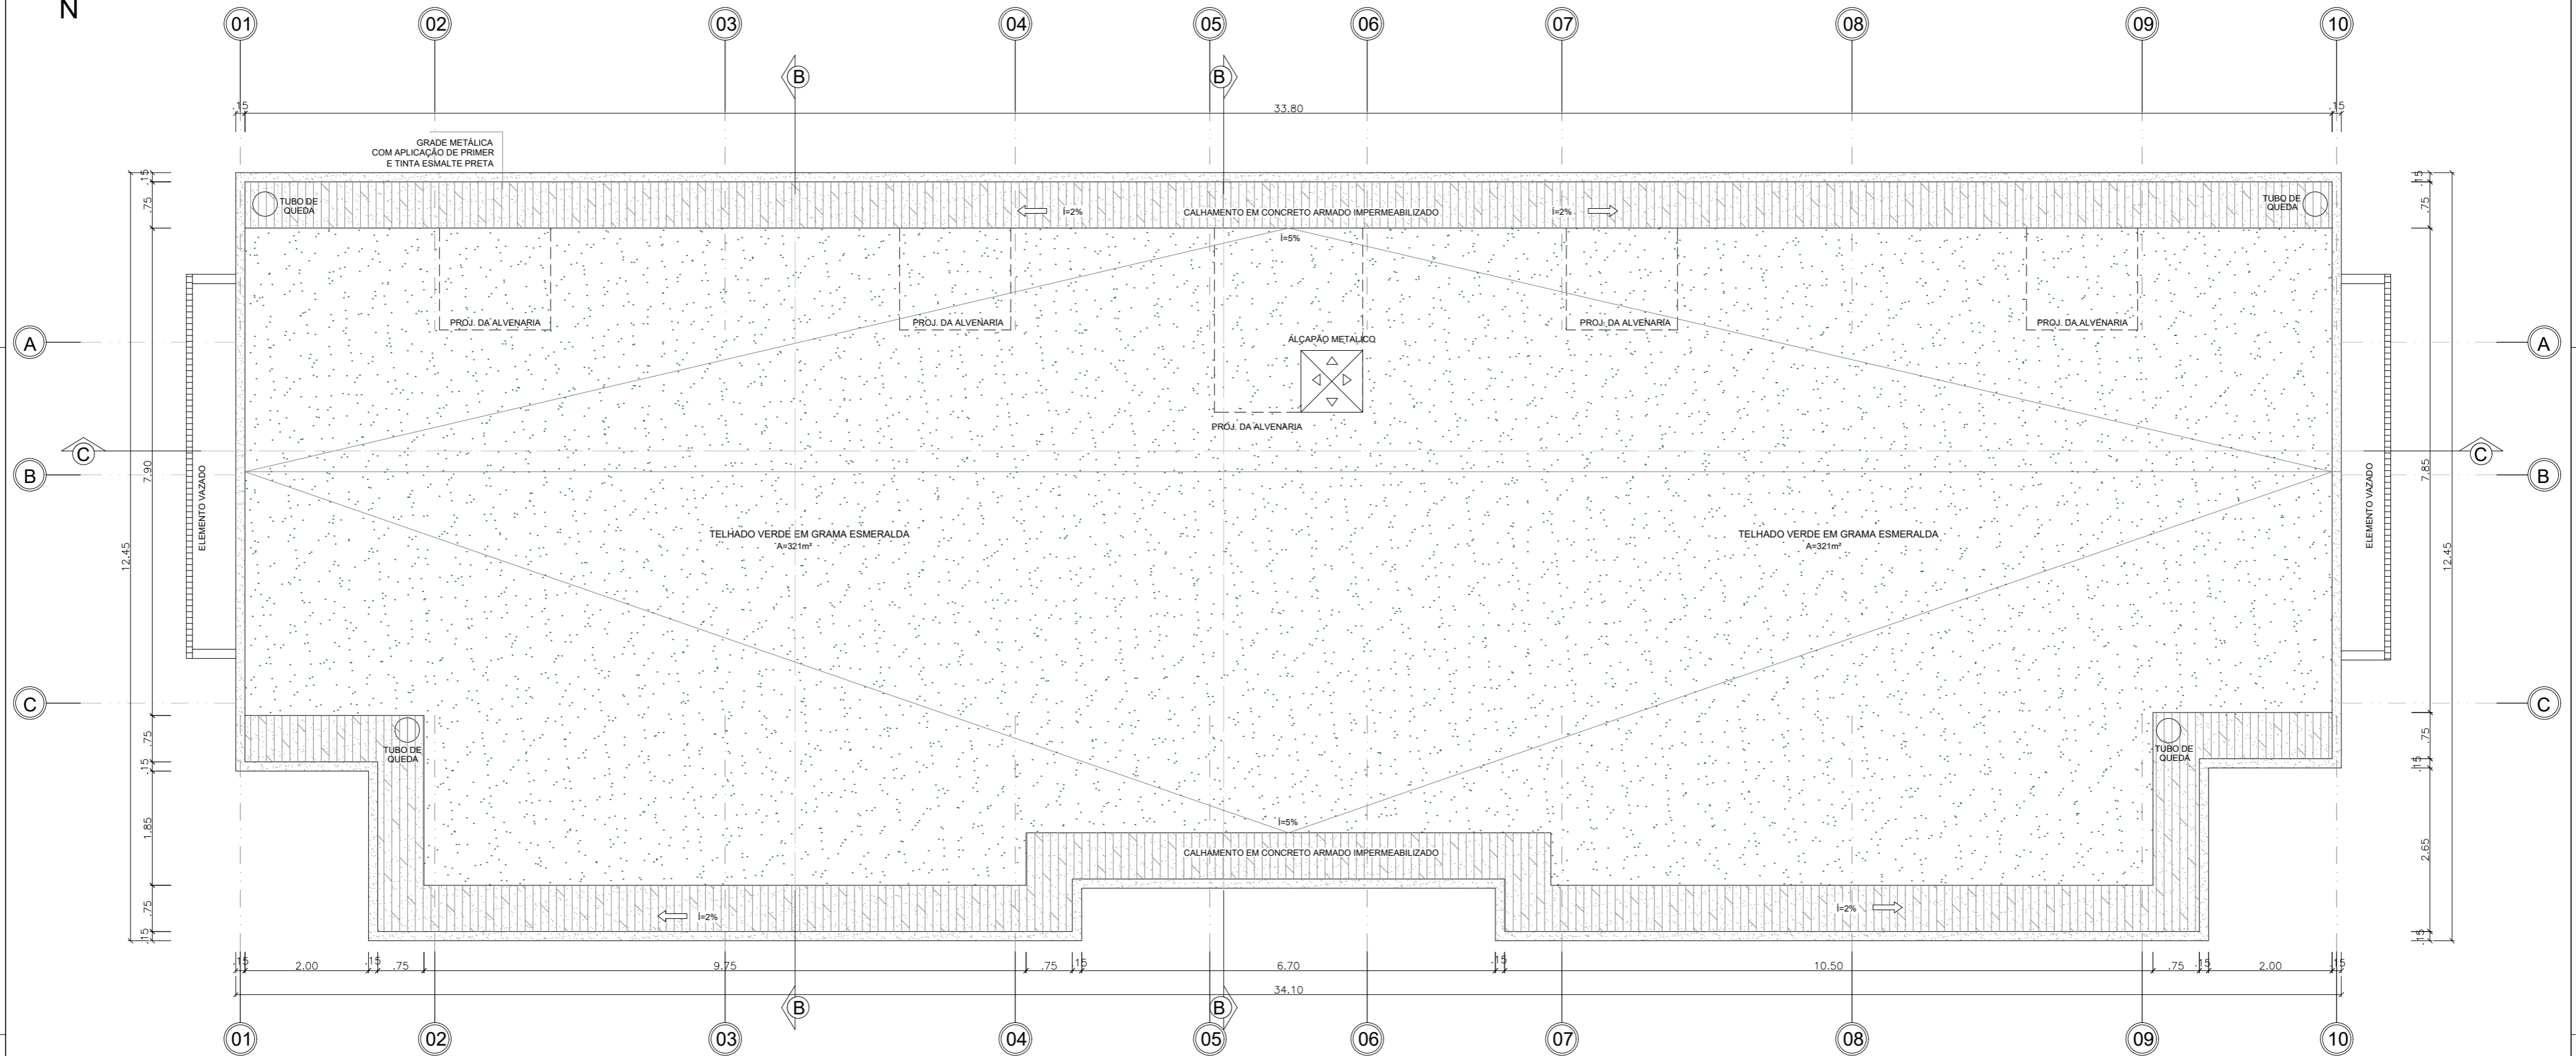 N
01 02 03 04 05 06 07 08 09 10
B B
.15 33.80 .15
GRADE METÁLICA
COM APLICAÇÃO DE PRIMER
E TINTA ESMALTE PRETA
.15 .15
.75 .75
TUBO DE
QUEDA
i=2%
CALHAMENTO EM CONCRETO ARMADO IMPERMEABILIZADO
i=2%
TUBO DE
QUEDA
i=5%
PROJ. DA ALVENARIA
PROJ. DA ALVENARIA
PROJ. DA ALVENARIA
PROJ. DA ALVENARIA
A A
ALÇAPÃO METALICO
PROJ. DA ALVENARIA
C C
B B
7.90 7.85
ELEMENTO VAZADO
ELEMENTO VAZADO
12.45 12.45
TELHADO VERDE EM GRAMA ESMERALDA
A=321m²
TELHADO VERDE EM GRAMA ESMERALDA
A=321m²
C C
.75 .75
TUBO DE
QUEDA
TUBO DE
QUEDA
.15 .15
1.85 2.65
i=5%
CALHAMENTO EM CONCRETO ARMADO IMPERMEABILIZADO
.75
i=2%
i=2%
.15 .15
.15 2.00 .15 .75 9.75 .75 .15 6.70 .15 10.50 .75 .15 2.00 .15
34.10
B B
01 02 03 04 05 06 07 08 09 10